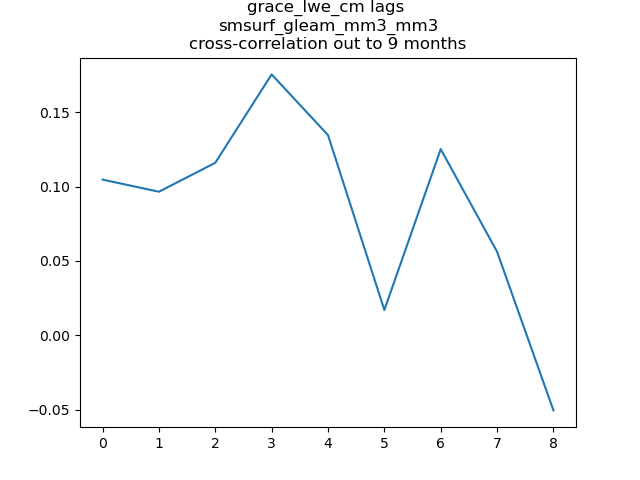 grace_lwe_cm lags
smsurf_gleam_mm3_mm3
cross-correlation out to 9 months
0.15
0.10
0.05
0.00
−0.05
0 1 2 3 4 5 6 7 8